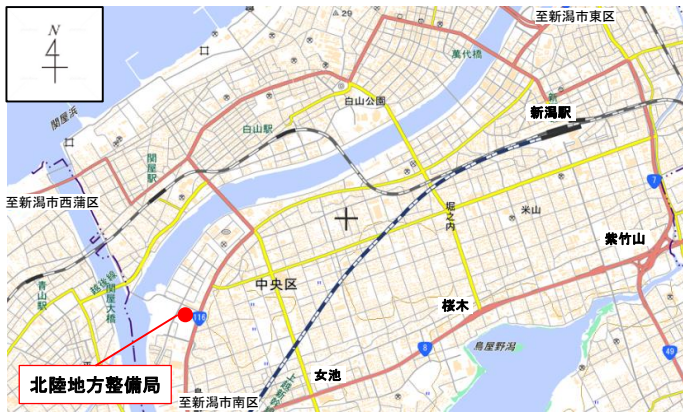 至新潟市東区
N
29
萬代橋
新潟駅
白山公園
関屋浜
白山駅
関屋駅
7
至新潟市西蒲区
堀之内
米山
紫竹山
中央区
越後線
関屋大橋
青山駅
116
桜木
鳥屋野潟
8
49
北陸地方整備局
女池
至新潟市南区